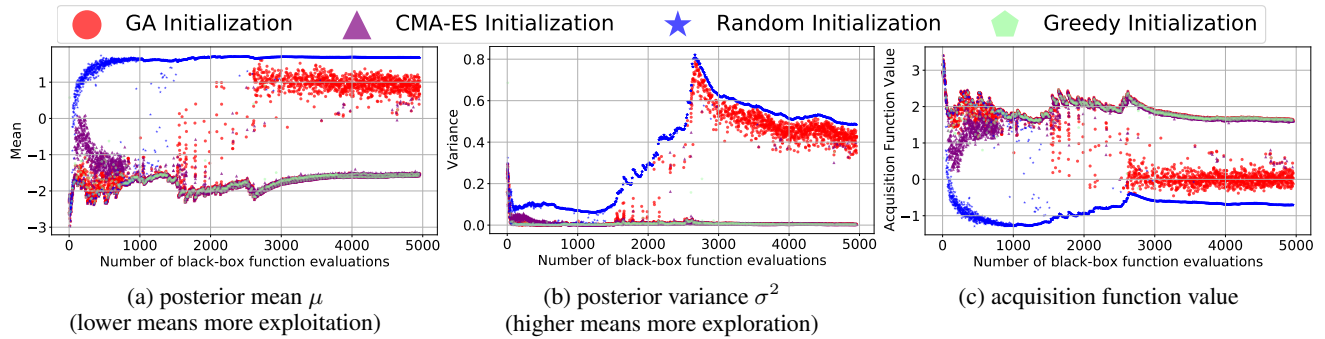 GA Initialization CMA-ES Initialization Random Initialization Greedy Initialization
Mean
1
0
−1
−2
−3
0 1000 2000 3000 4000 5000
Number of black-box function evaluations
(a) posterior mean μ
(lower means more exploitation)
Variance
0.8
0.6
0.4
0.2
0.0
0 1000 2000 3000 4000 5000
Number of black-box function evaluations
(b) posterior variance σ²
(higher means more exploration)
Acquisition Function Value
3
2
1
0
−1
0 1000 2000 3000 4000 5000
Number of black-box function evaluations
(c) acquisition function value